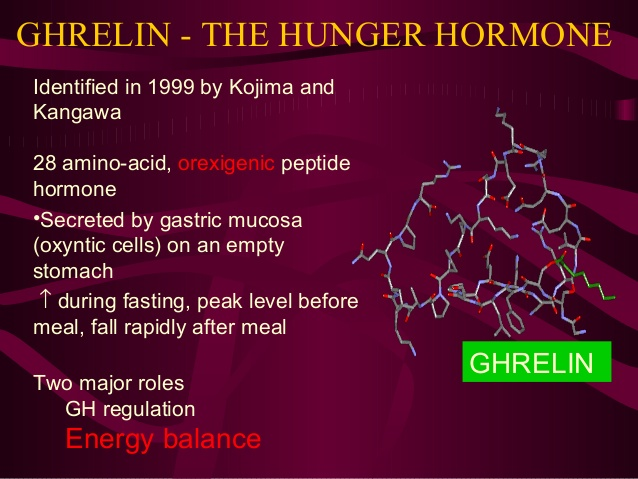 GHRELIN - THE HUNGER HORMONE
Identified in 1999 by Kojima and
Kangawa
28 amino-acid, orexigenic peptide
hormone
•Secreted by gastric mucosa
(oxyntic cells) on an empty
stomach
↑ during fasting, peak level before
meal, fall rapidly after meal
Two major roles
GH regulation
Energy balance
GHRELIN